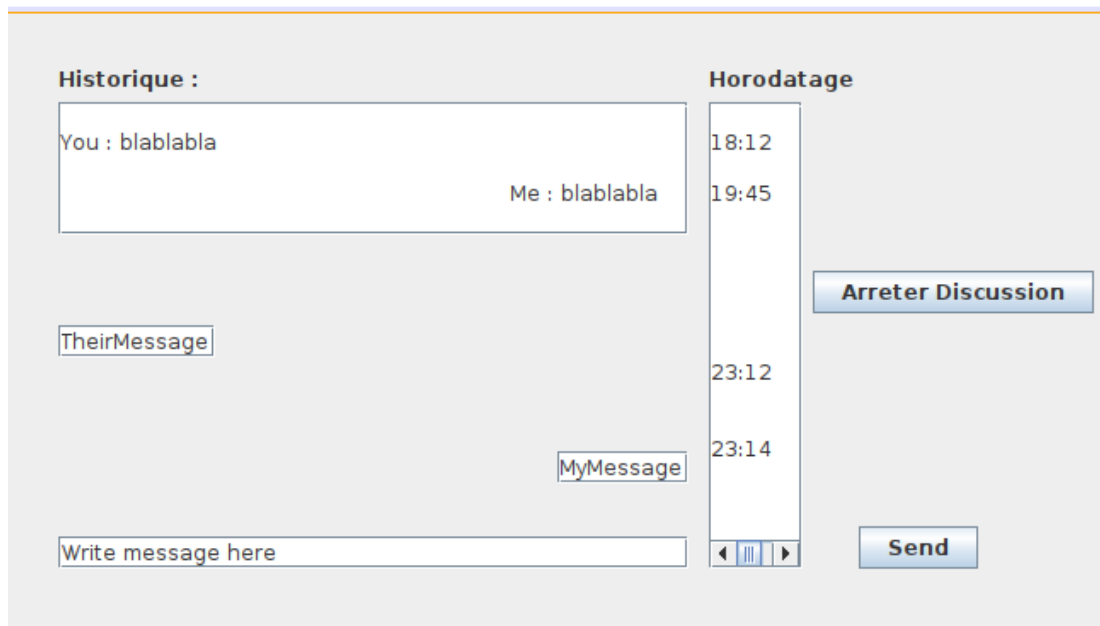 Historique :
Horodatage
You : blablabla
18:12
Me : blablabla
19:45
Arreter Discussion
TheirMessage
23:12
23:14
MyMessage
Write message here
Send